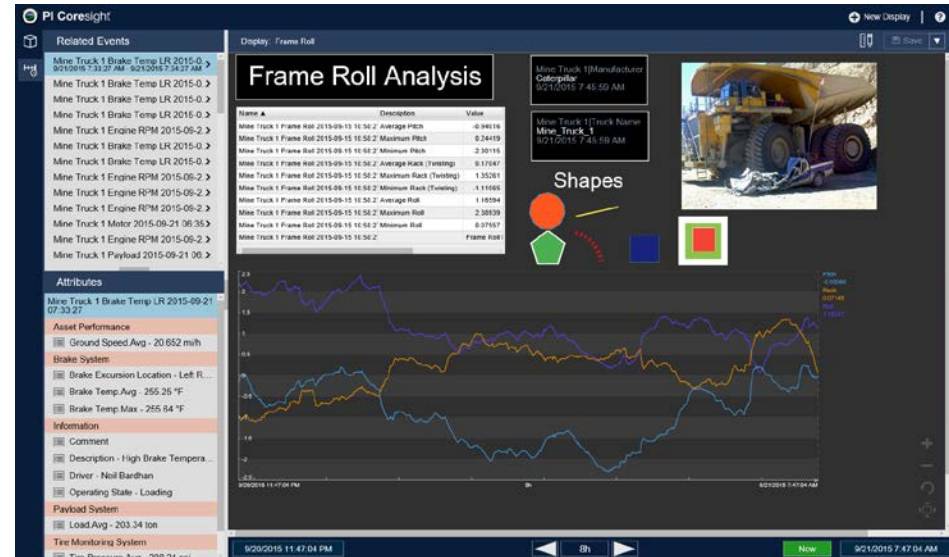 PI Coresight
New Display
Related Events
Display: Frame Roll
Save
Mine Truck 1 Brake Temp LR 2015-0.
9/21/2015 7:33:27 AM - 9/21/2015 7:34:27 AM
Mine Truck 1 Brake Temp LR 2015-0.
Mine Truck 1 Brake Temp LR 2015-0.
Mine Truck 1 Brake Temp LR 2015-0.
Mine Truck 1 Engine RPM 2015-09-2.
Mine Truck 1 Brake Temp LR 2015-0.
Mine Truck 1 Brake Temp LR 2015-0.
Mine Truck 1 Engine RPM 2015-09-2.
Mine Truck 1 Engine RPM 2015-09-2.
Mine Truck 1 Engine RPM 2015-09-2.
Mine Truck 1 Motor 2015-09-21 06:35
Mine Truck 1 Engine RPM 2015-09-2.
Mine Truck 1 Payload 2015-09-21 06.
Attributes
Mine Truck 1 Brake Temp LR 2015-09-21
07:33:27
Asset Performance
Ground Speed.Avg - 20.652 mi/h
Brake System
Brake Excursion Location - Left R...
Brake Temp.Avg - 255.25 °F
Brake Temp.Max - 255.64 °F
Information
Comment
Description - High Brake Tempera...
Driver - Neil Bardhan
Operating State - Loading
Payload System
Load.Avg - 203.34 ton
Tire Monitoring System
Frame Roll Analysis
Name Description Value
Mine Truck 1 Frame Roll 2015-09-15 16:50:2 Average Pitch -0.94016
Mine Truck 1 Frame Roll 2015-09-15 16:50:2 Maximum Pitch 0.24419
Mine Truck 1 Frame Roll 2015-09-15 16:50:2 Minimum Pitch -2.30115
Mine Truck 1 Frame Roll 2015-09-15 16:50:2 Average Rack (Twisting) 0.17047
Mine Truck 1 Frame Roll 2015-09-15 16:50:2 Maximum Rack (Twisting) 1.35261
Mine Truck 1 Frame Roll 2015-09-15 16:50:2 Minimum Rack (Twisting) -1.11065
Mine Truck 1 Frame Roll 2015-09-15 16:50:2 Average Roll 1.16594
Mine Truck 1 Frame Roll 2015-09-15 16:50:2 Maximum Roll
Mine Truck 1 Frame Roll 2015-09-15 16:50:2 Minimum Roll
Mine Truck 1 Frame Roll 2015-09-15 16:50:2 Frame Roll
Mine Truck 1|Manufacturer
Caterpillar
9/21/2015 7:45:59 AM
Mine Truck 1|Truck Name
Mine_Truck_1
9/21/2015 7:45:59 AM
Shapes
2.5
Pitch
Rack
Roll
9/20/2015 11:47:04 PM 8h 9/21/2015 7:47:04 AM
9/20/2015 11:47:04 PM 8h Now 9/21/2015 7:47:04 AM